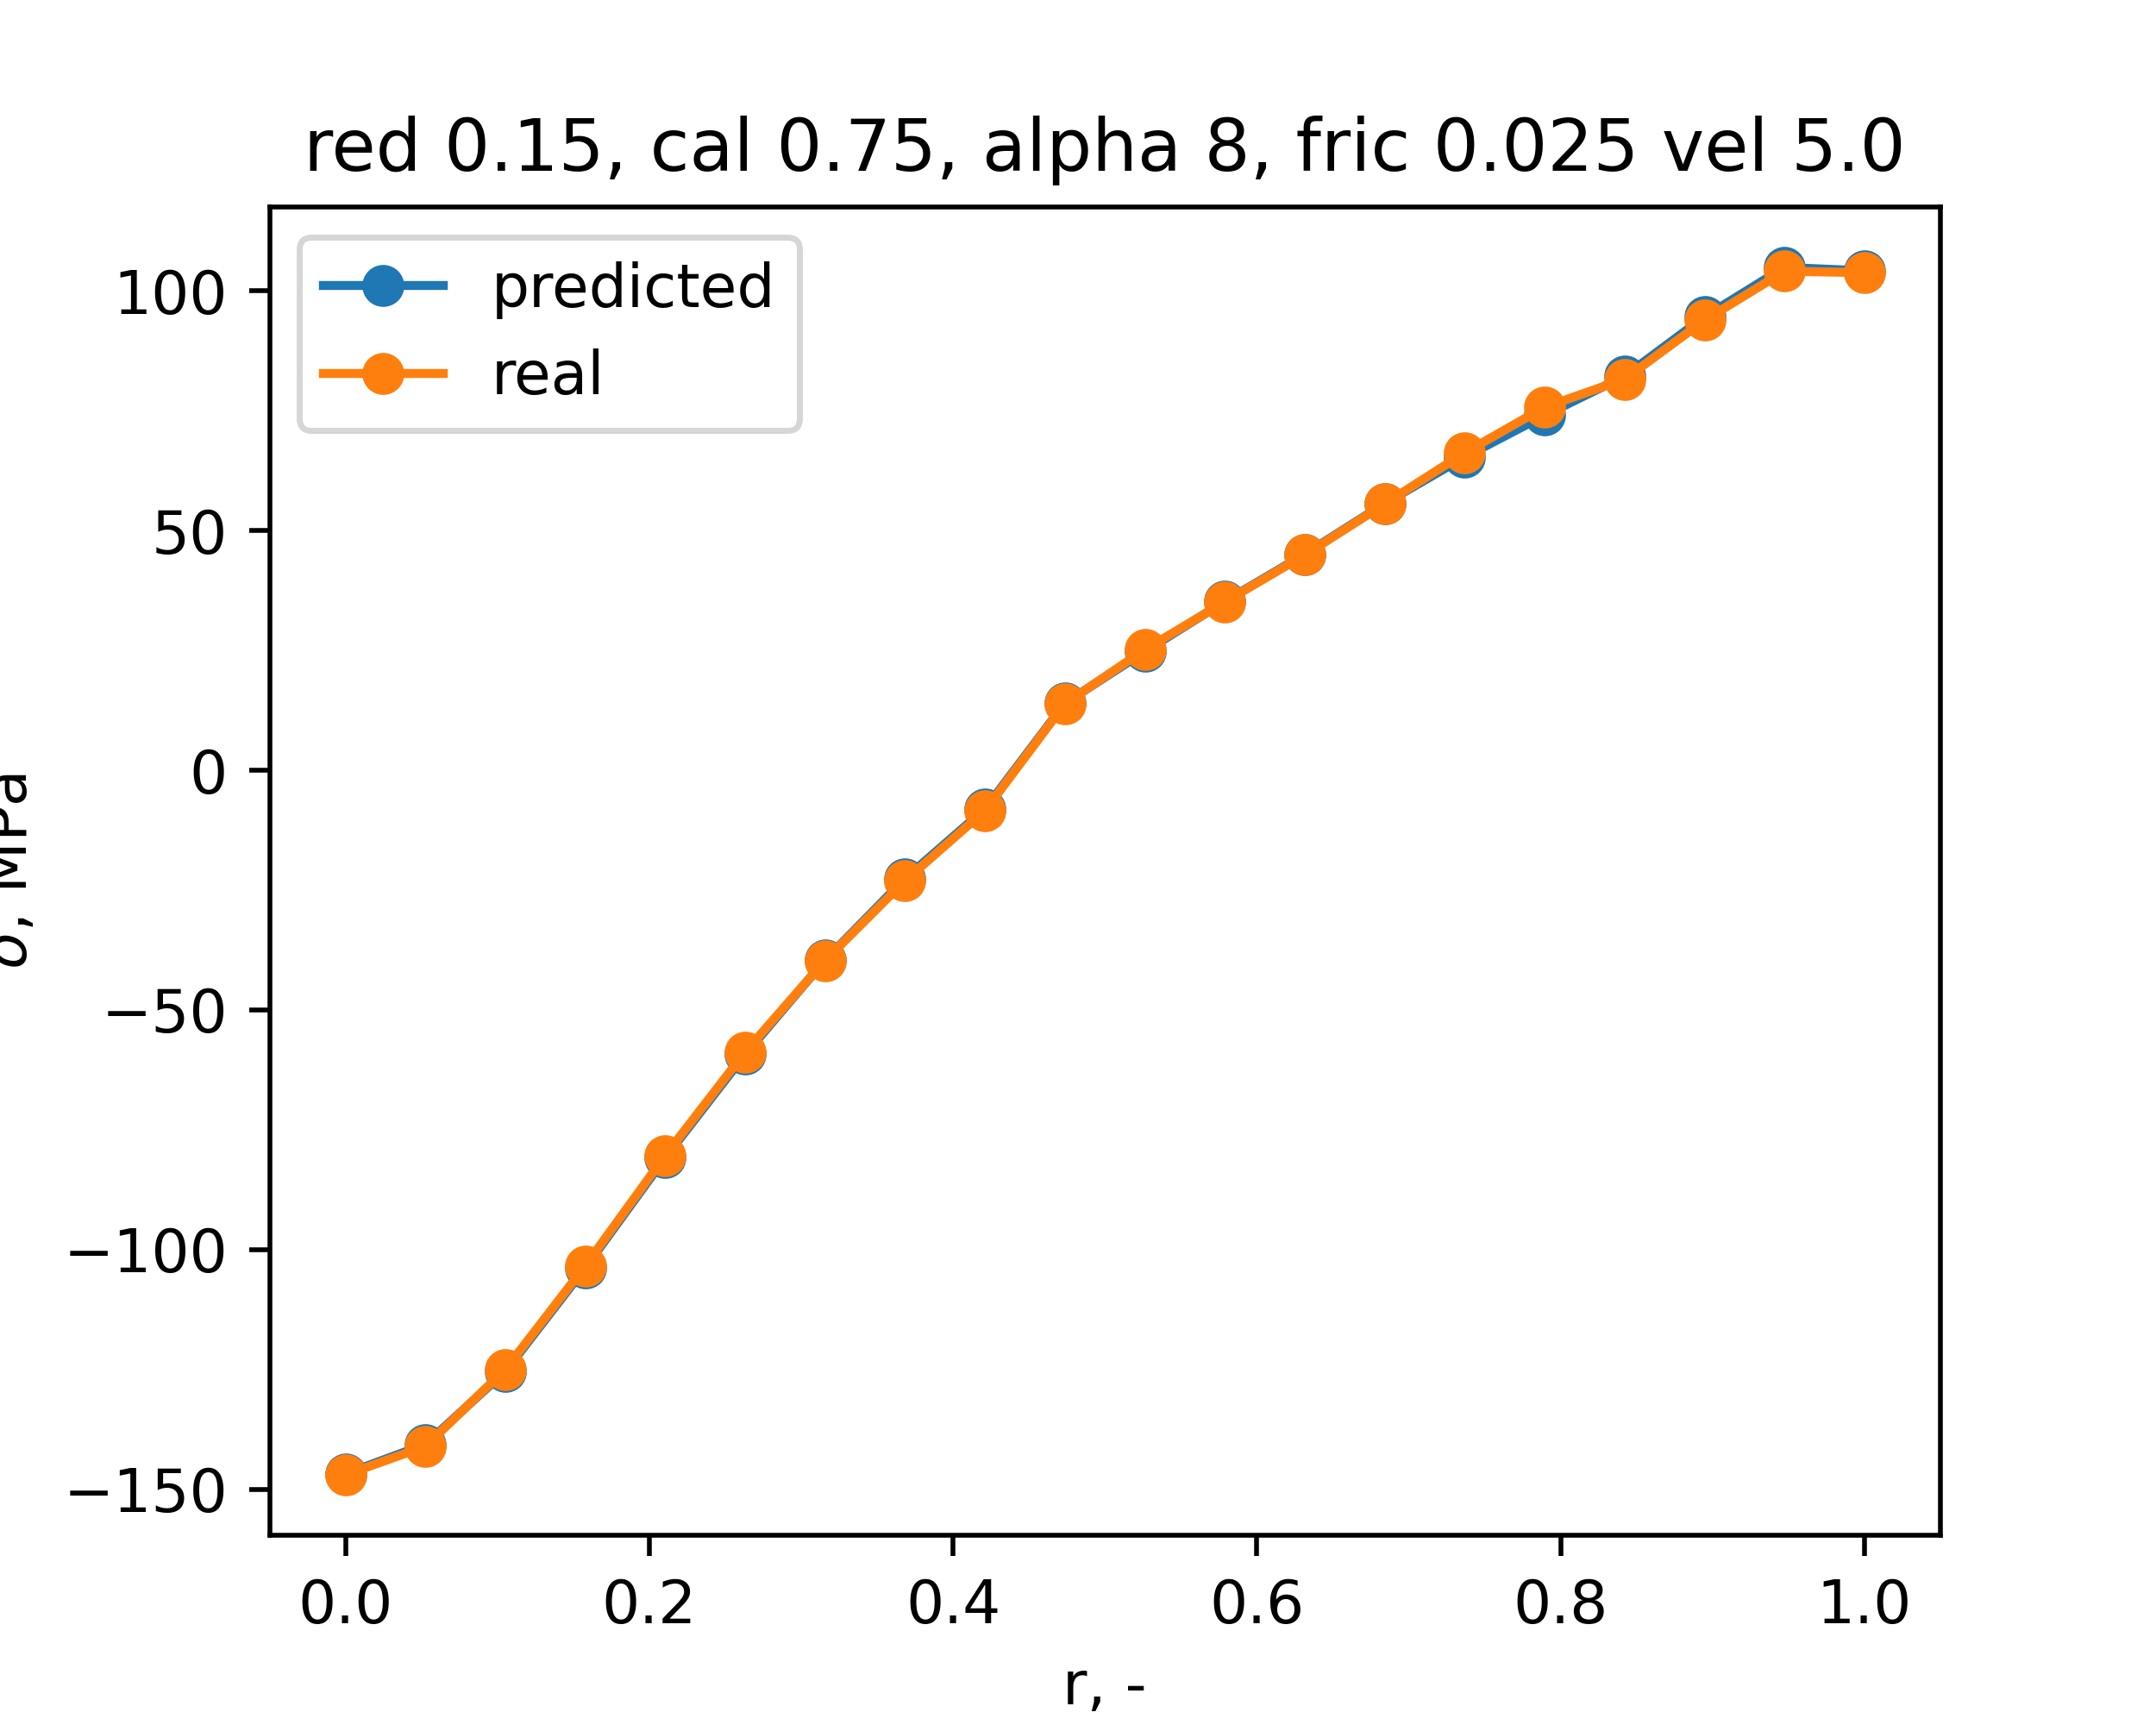 red 0.15, cal 0.75, alpha 8, fric 0.025 vel 5.0
predicted
real
100
50
0
−50
−100
−150
σ, MPa
0.0 0.2 0.4 0.6 0.8 1.0
r, -